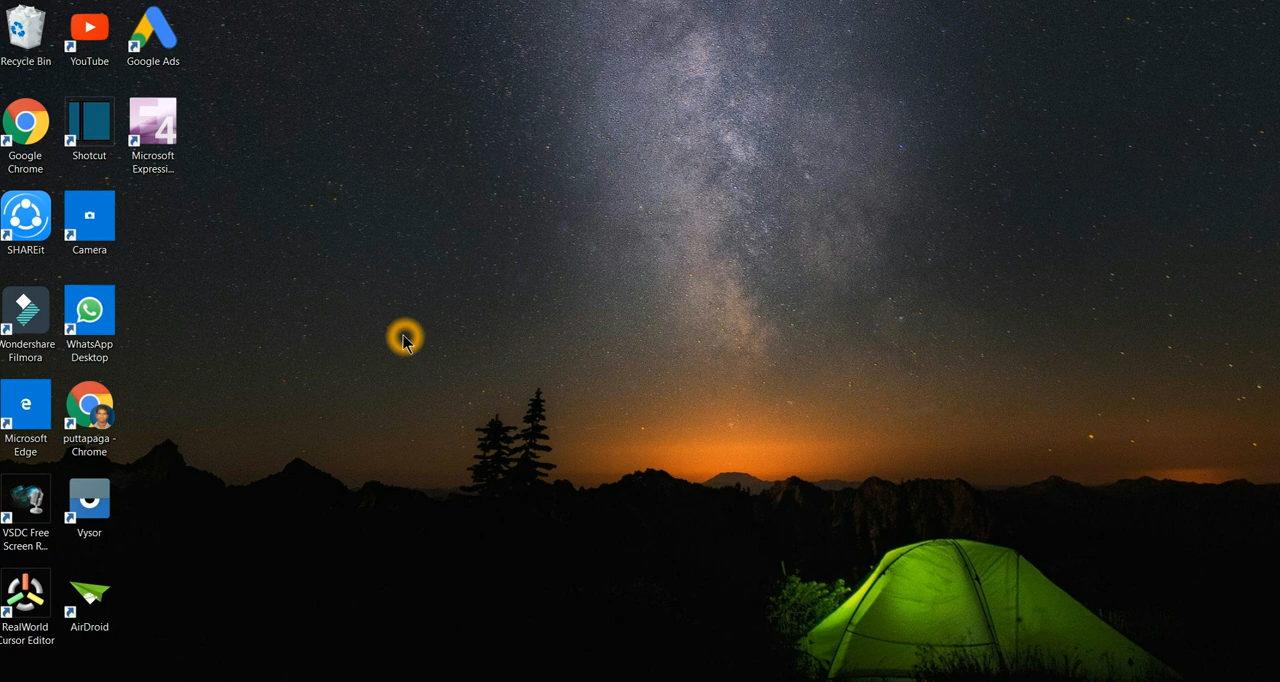 Recycle Bin
YouTube
Google Ads
Google
Chrome
Shotcut
4
Microsoft
Expressi...
SHAREit
Camera
Wondershare
Filmora
WhatsApp
Desktop
Microsoft
Edge
puttapaga -
Chrome
VSDC Free
Screen R...
Vysor
RealWorld
Cursor Editor
AirDroid